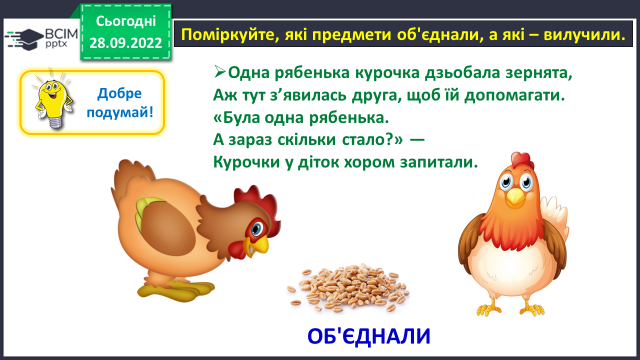 ВСІМ
pptx
Сьогодні
28.09.2022
Поміркуйте, які предмети об'єднали, а які – вилучили.
Добре
подумай!
Одна рябенька курочка дзьобала зернята,
Аж тут з’явилась друга, щоб їй допомагати.
«Була одна рябенька.
А зараз скільки стало?» —
Курочки у діток хором запитали.
ОБ'ЄДНАЛИ